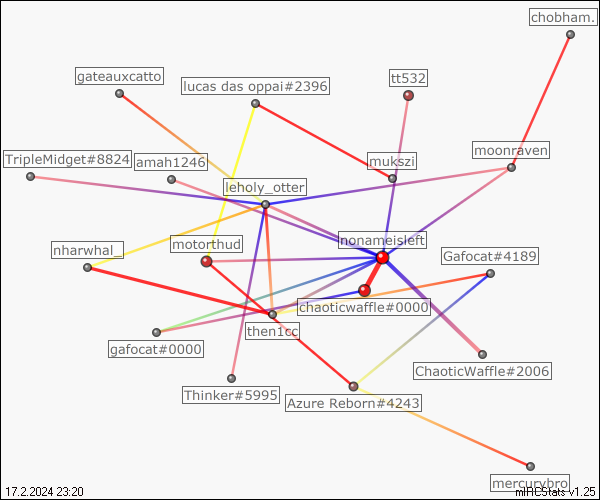 chobham.
gateauxcatto
lucas das oppai#2396
tt532
moonraven
TripleMidget#8824
amah1246
mukszi
leholy_otter
nharwhal_
motorthud
nonameisleft
Gafocat#4189
chaoticwaffle#0000
then1cc
gafocat#0000
ChaoticWaffle#2006
Thinker#5995
Azure Reborn#4243
mercurybro
17.2.2024 23:20
mIRCStats v1.25